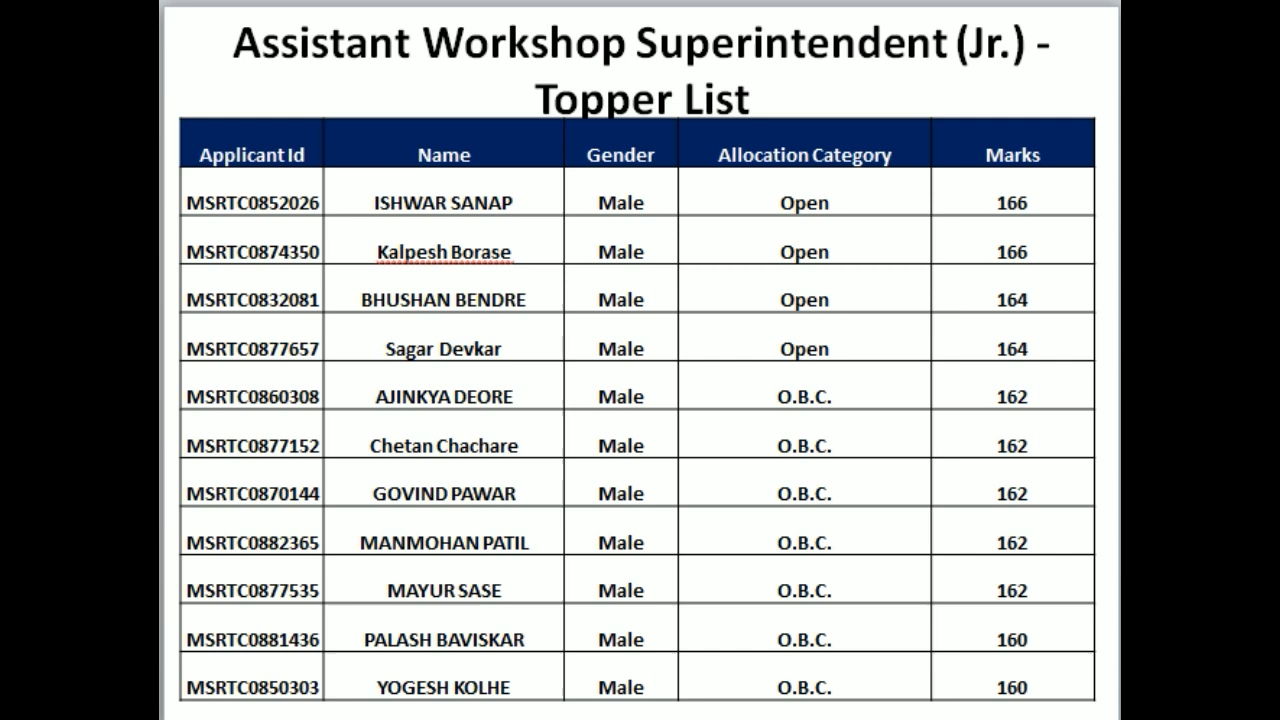 Assistant Workshop Superintendent (Jr.) -
Topper List
Applicant Id Name Gender Allocation Category Marks
MSRTC0852026 ISHWAR SANAP Male Open 166
MSRTC0874350 Kalpesh Borase Male Open 166
MSRTC0832081 BHUSHAN BENDRE Male Open 164
MSRTC0877657 Sagar Devkar Male Open 164
MSRTC0860308 AJINKYA DEORE Male O.B.C. 162
MSRTC0877152 Chetan Chachare Male O.B.C. 162
MSRTC0870144 GOVIND PAWAR Male O.B.C. 162
MSRTC0882365 MANMOHAN PATIL Male O.B.C. 162
MSRTC0877535 MAYUR SASE Male O.B.C. 162
MSRTC0881436 PALASH BAVISKAR Male O.B.C. 160
MSRTC0850303 YOGESH KOLHE Male O.B.C. 160